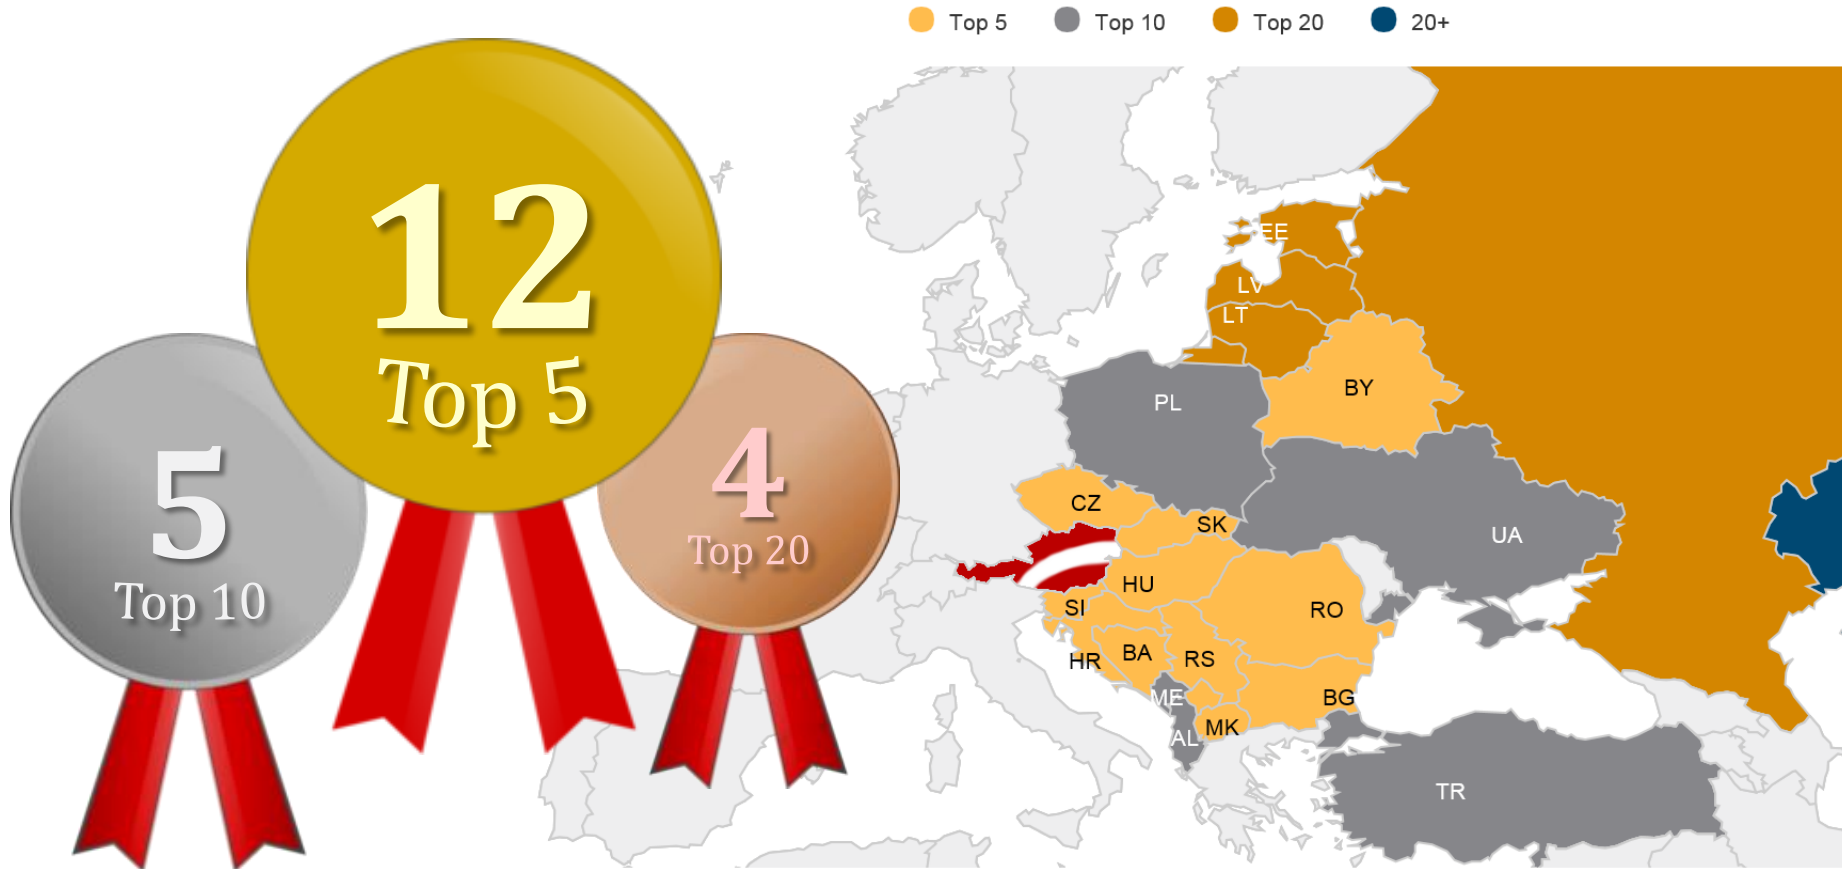 Top 5
Top 10
Top 20
20+
12
Top 5
5
Top 10
4
Top 20
EE
LV
LT
BY
PL
CZ
SK
UA
HU
SI
RO
HR
BA
RS
ME
BG
MK
AL
TR